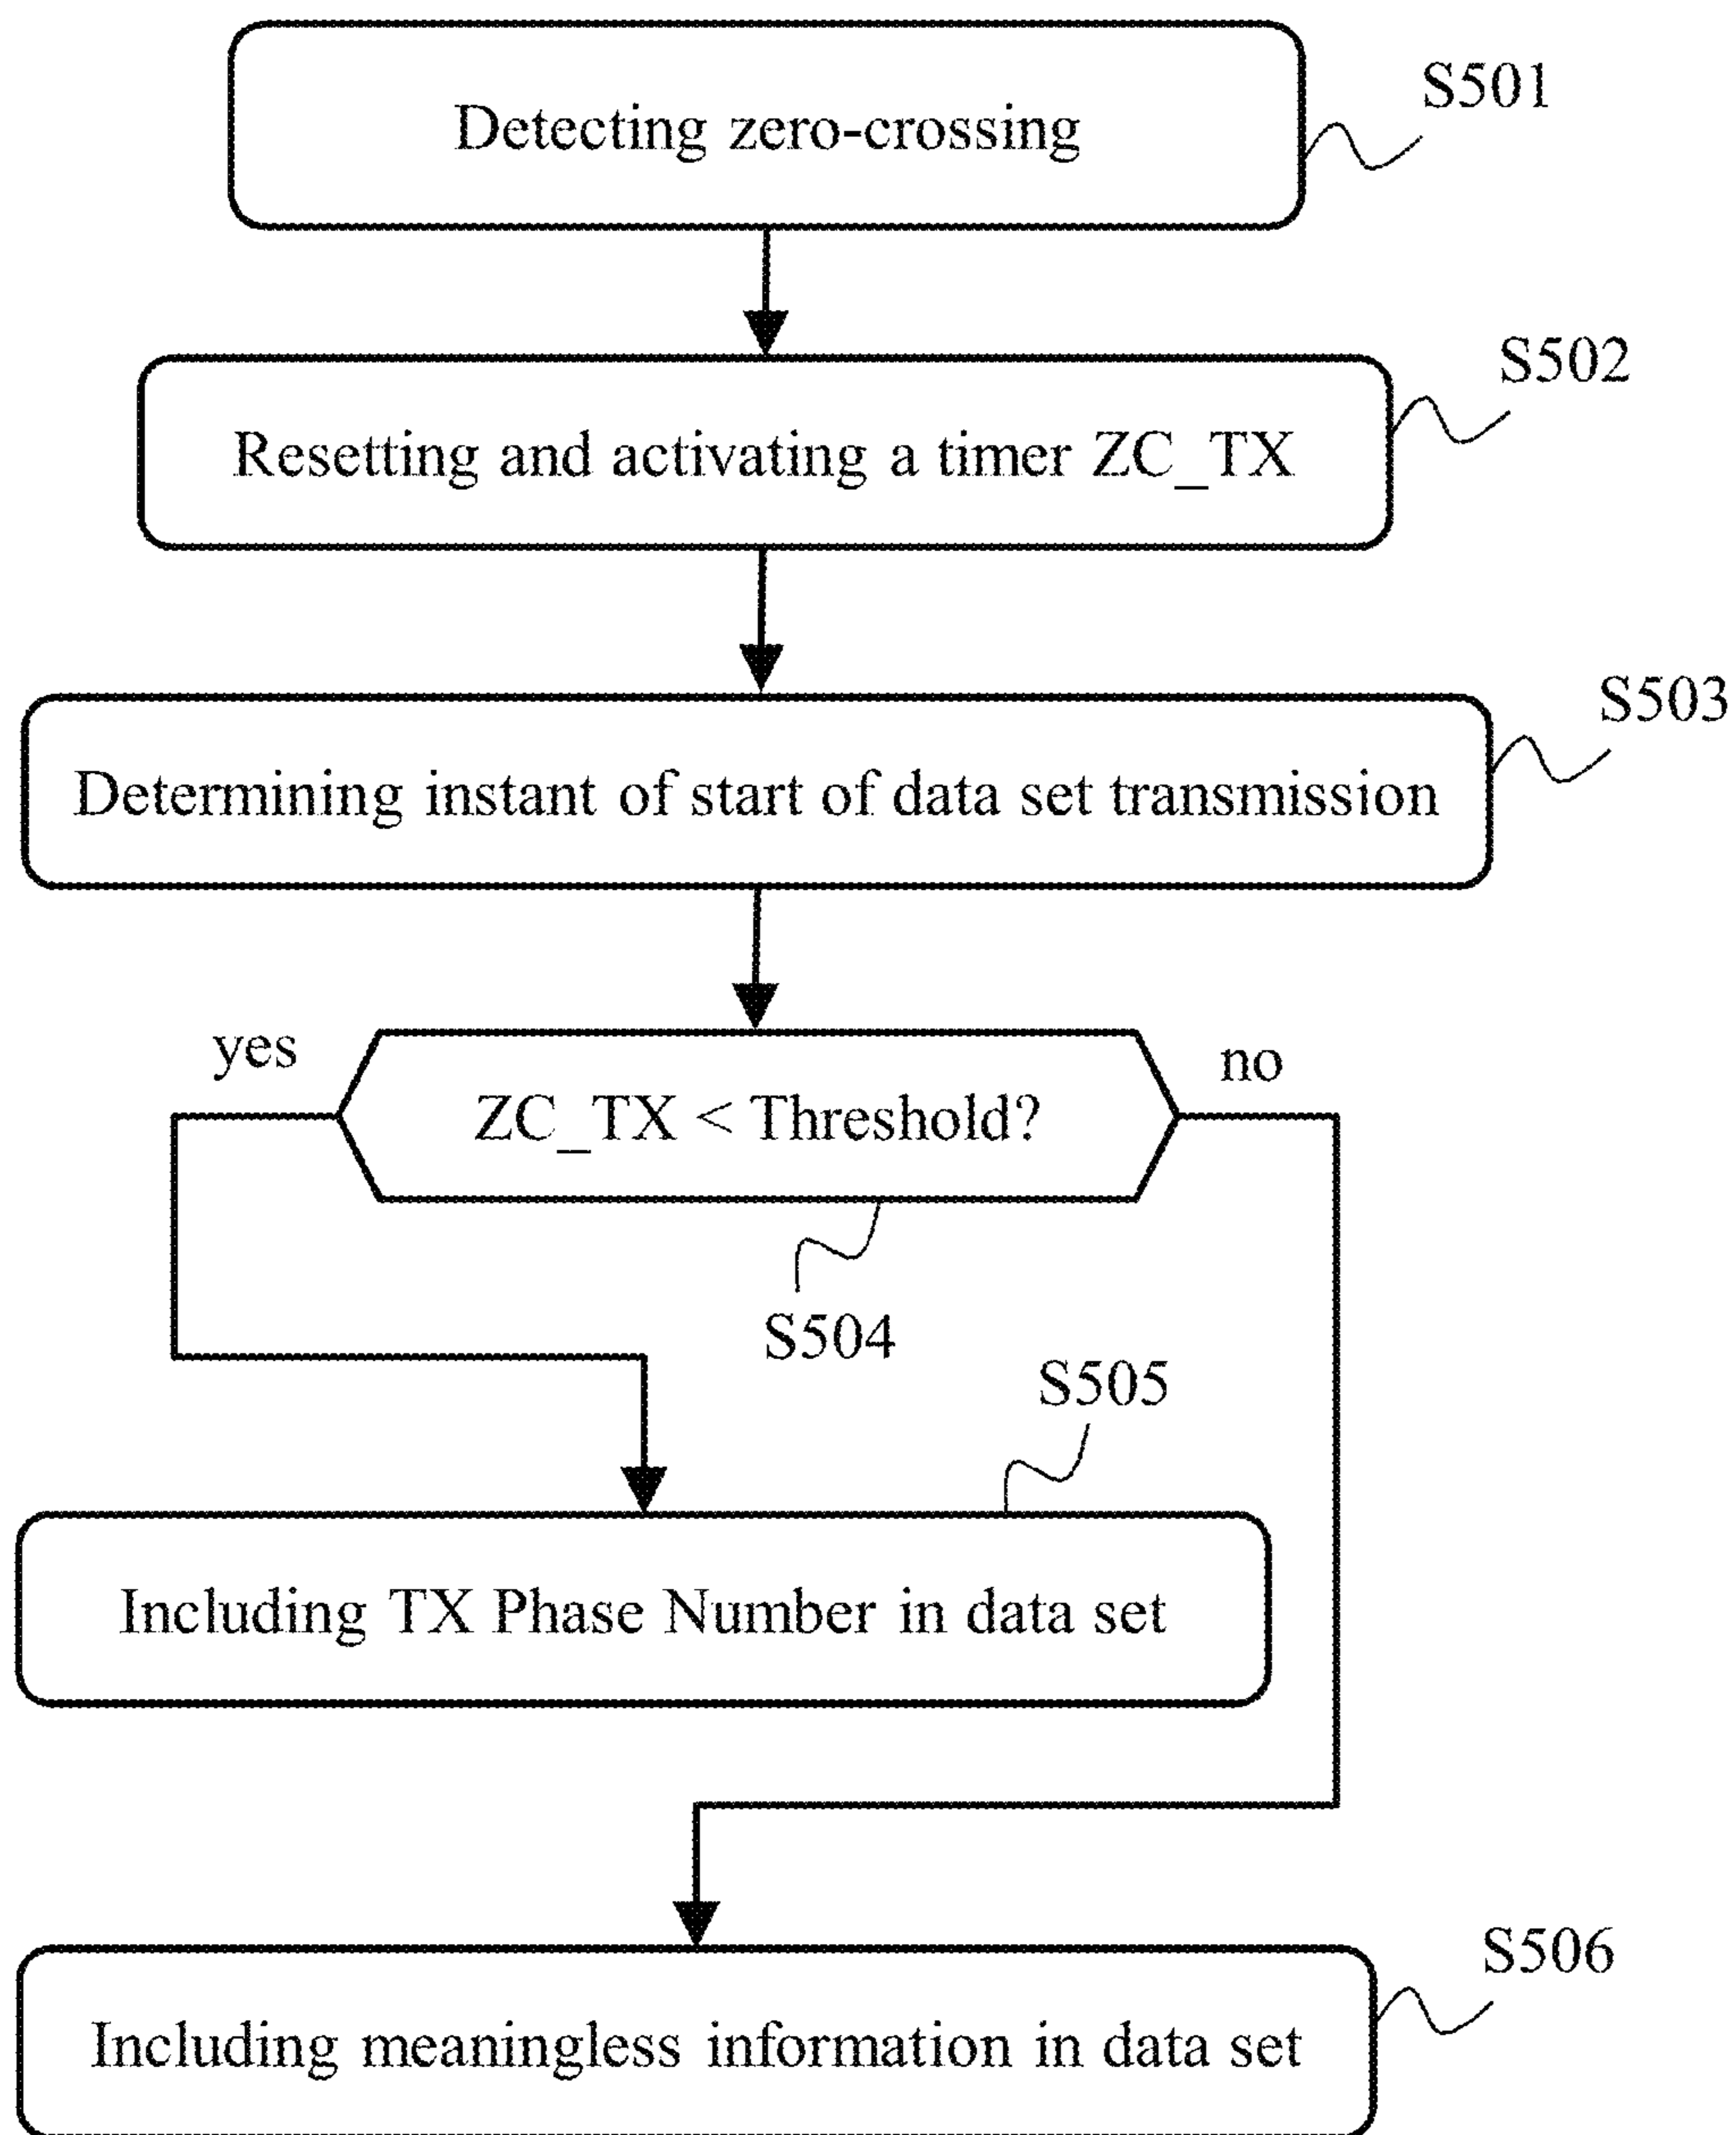 Detecting zero-crossing
S501
Resetting and activating a timer ZC_TX
S502
Determining instant of start of data set transmission
S503
yes
ZC_TX < Threshold?
no
S504
S505
Including TX Phase Number in data set
Including meaningless information in data set
S506